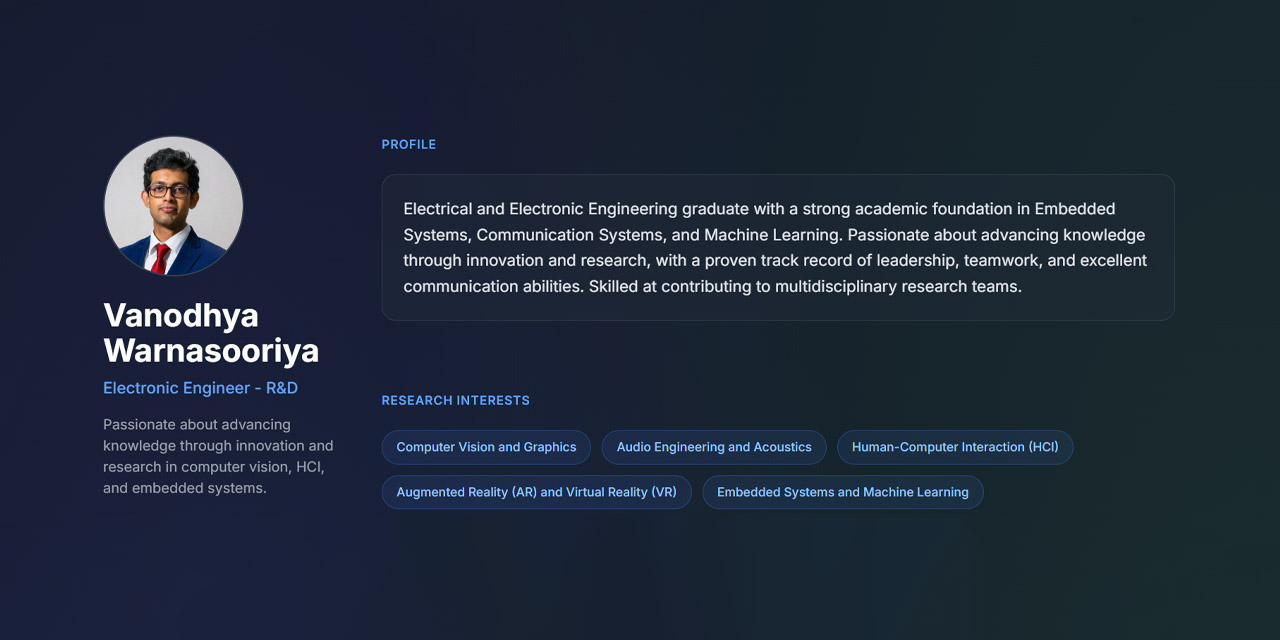 Vanodhya
Warnasooriya
Electronic Engineer - R&D
Passionate about advancing
knowledge through innovation and
research in computer vision, HCI,
and embedded systems.
PROFILE
Electrical and Electronic Engineering graduate with a strong academic foundation in Embedded
Systems, Communication Systems, and Machine Learning. Passionate about advancing knowledge
through innovation and research, with a proven track record of leadership, teamwork, and excellent
communication abilities. Skilled at contributing to multidisciplinary research teams.
RESEARCH INTERESTS
Computer Vision and Graphics
Audio Engineering and Acoustics
Human-Computer Interaction (HCI)
Augmented Reality (AR) and Virtual Reality (VR)
Embedded Systems and Machine Learning